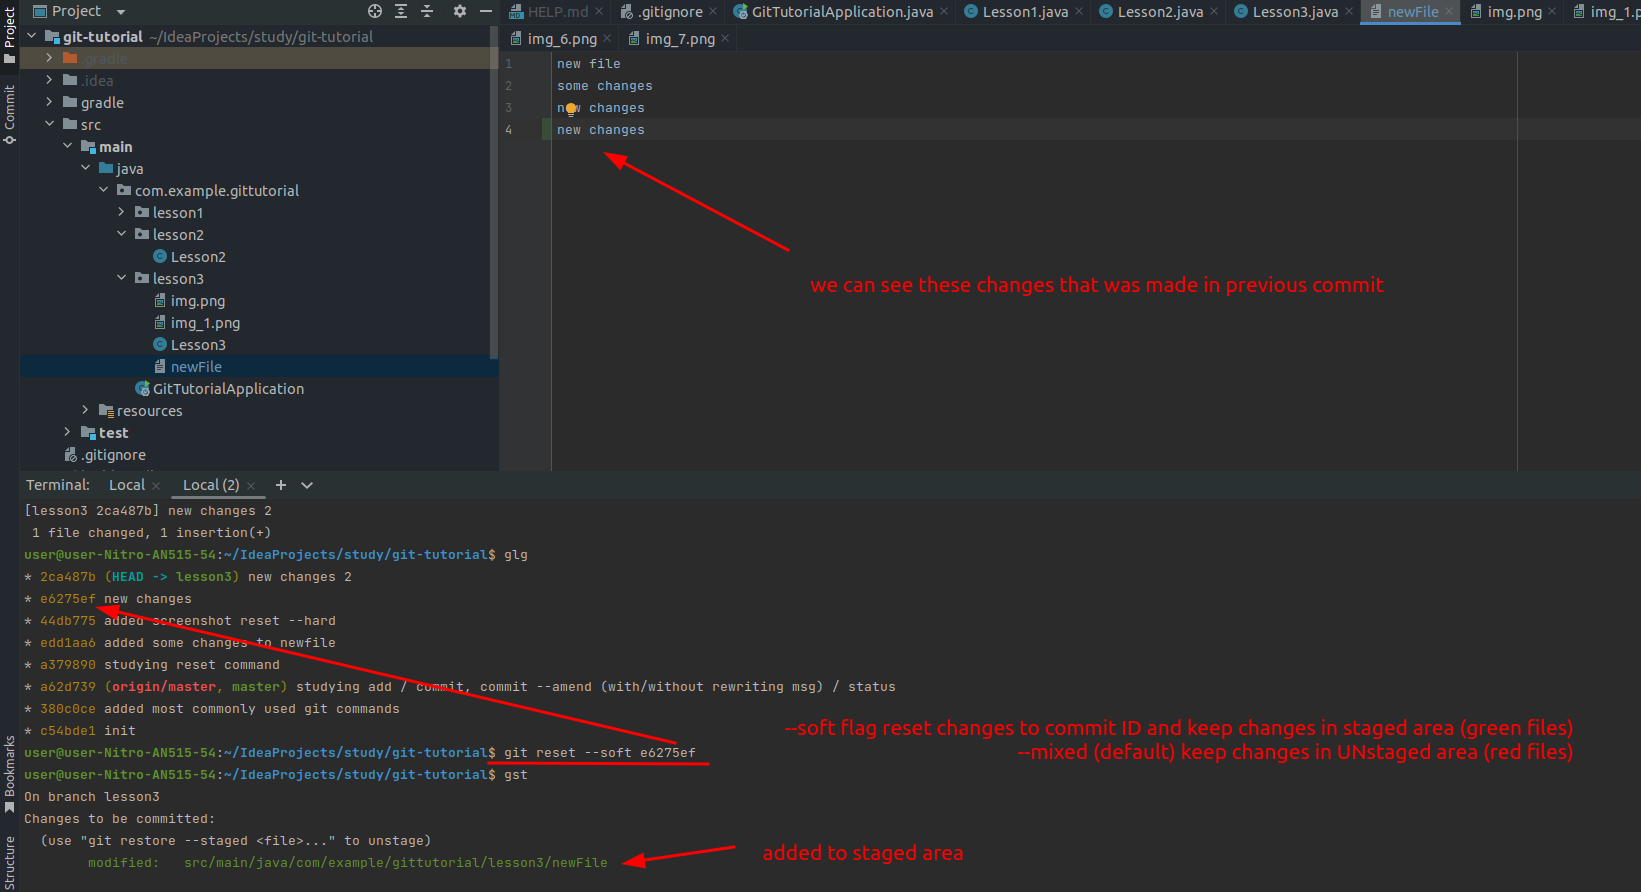 Project
HELP.md
.gitignore
GitTutorialApplication.java
Lesson1.java
Lesson2.java
Lesson3.java
newFile
img.png
img_1.p
img_6.png
img_7.png
Project
Commit
Bookmarks
Structure
git-tutorial ~/IdeaProjects/study/git-tutorial
.gradle
.idea
gradle
src
main
java
com.example.gittutorial
lesson1
lesson2
Lesson2
lesson3
img.png
img_1.png
Lesson3
newFile
GitTutorialApplication
resources
test
.gitignore
1 new file
2 some changes
3 new changes
4 new changes
we can see these changes that was made in previous commit
Terminal: Local Local (2)
[lesson3 2ca487b] new changes 2
1 file changed, 1 insertion(+)
user@user-Nitro-AN515-54:~/IdeaProjects/study/git-tutorial$ glg
* 2ca487b (HEAD -> lesson3) new changes 2
* e6275ef new changes
* 44db775 added screenshot reset --hard
* edd1aa6 added some changes to newfile
* a379890 studying reset command
* a62d739 (origin/master, master) studying add / commit, commit --amend (with/without rewriting msg) / status
* 380c0ce added most commonly used git commands
* c54bde1 init
--soft flag reset changes to commit ID and keep changes in staged area (green files)
--mixed (default) keep changes in UNstaged area (red files)
user@user-Nitro-AN515-54:~/IdeaProjects/study/git-tutorial$ git reset --soft e6275ef
user@user-Nitro-AN515-54:~/IdeaProjects/study/git-tutorial$ gst
On branch lesson3
Changes to be committed:
(use "git restore --staged <file>..." to unstage)
modified: src/main/java/com/example/gittutorial/lesson3/newFile
added to staged area